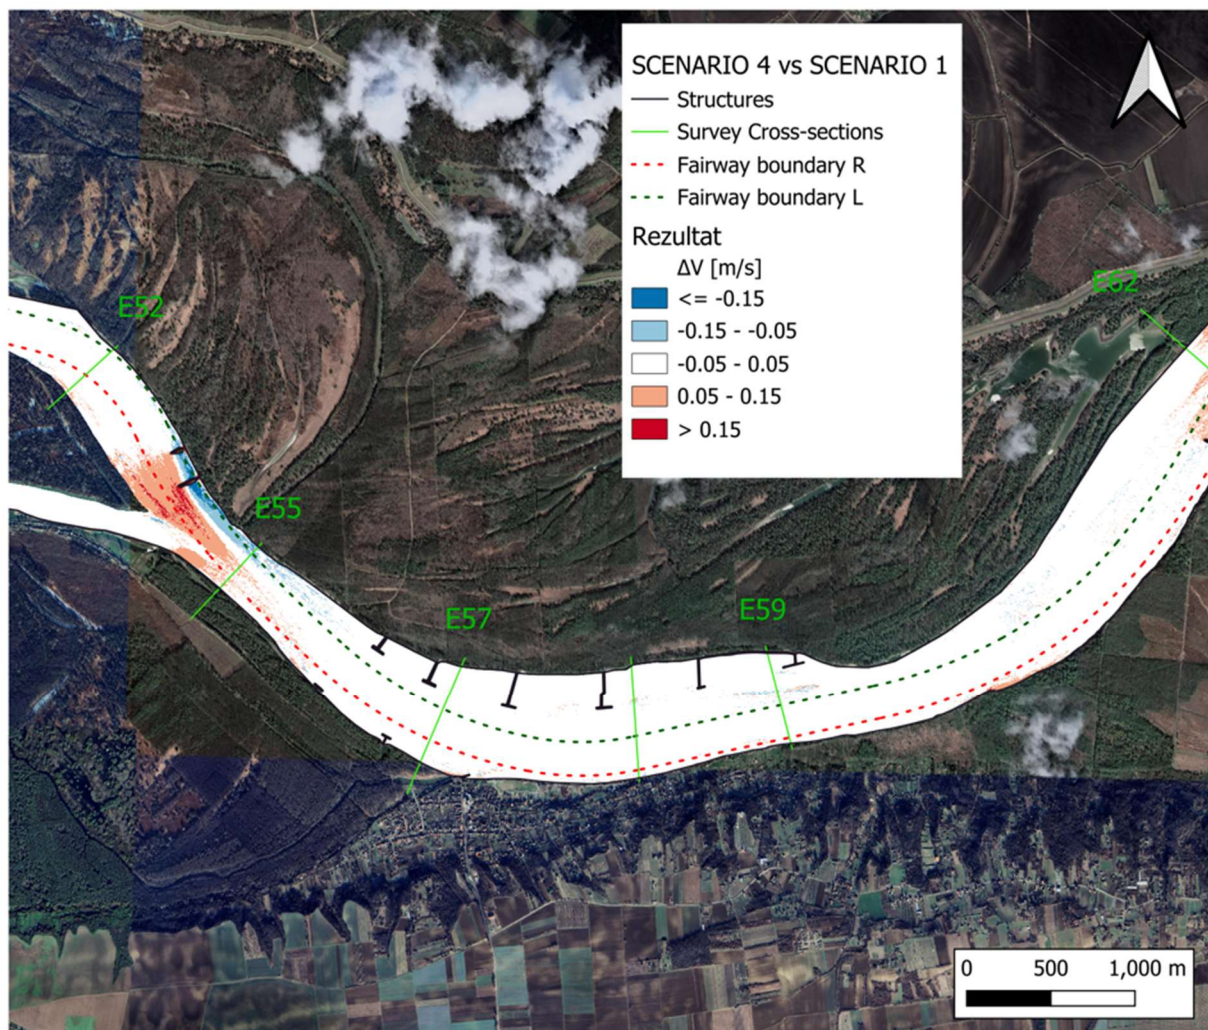 SCENARIO 4 vs SCENARIO 1
Structures
Survey Cross-sections
Fairway boundary R
Fairway boundary L
Rezultat
ΔV [m/s]
<= -0.15
-0.15 - -0.05
-0.05 - 0.05
0.05 - 0.15
> 0.15
E62
E52
E55
E57
E59
0 500 1,000 m